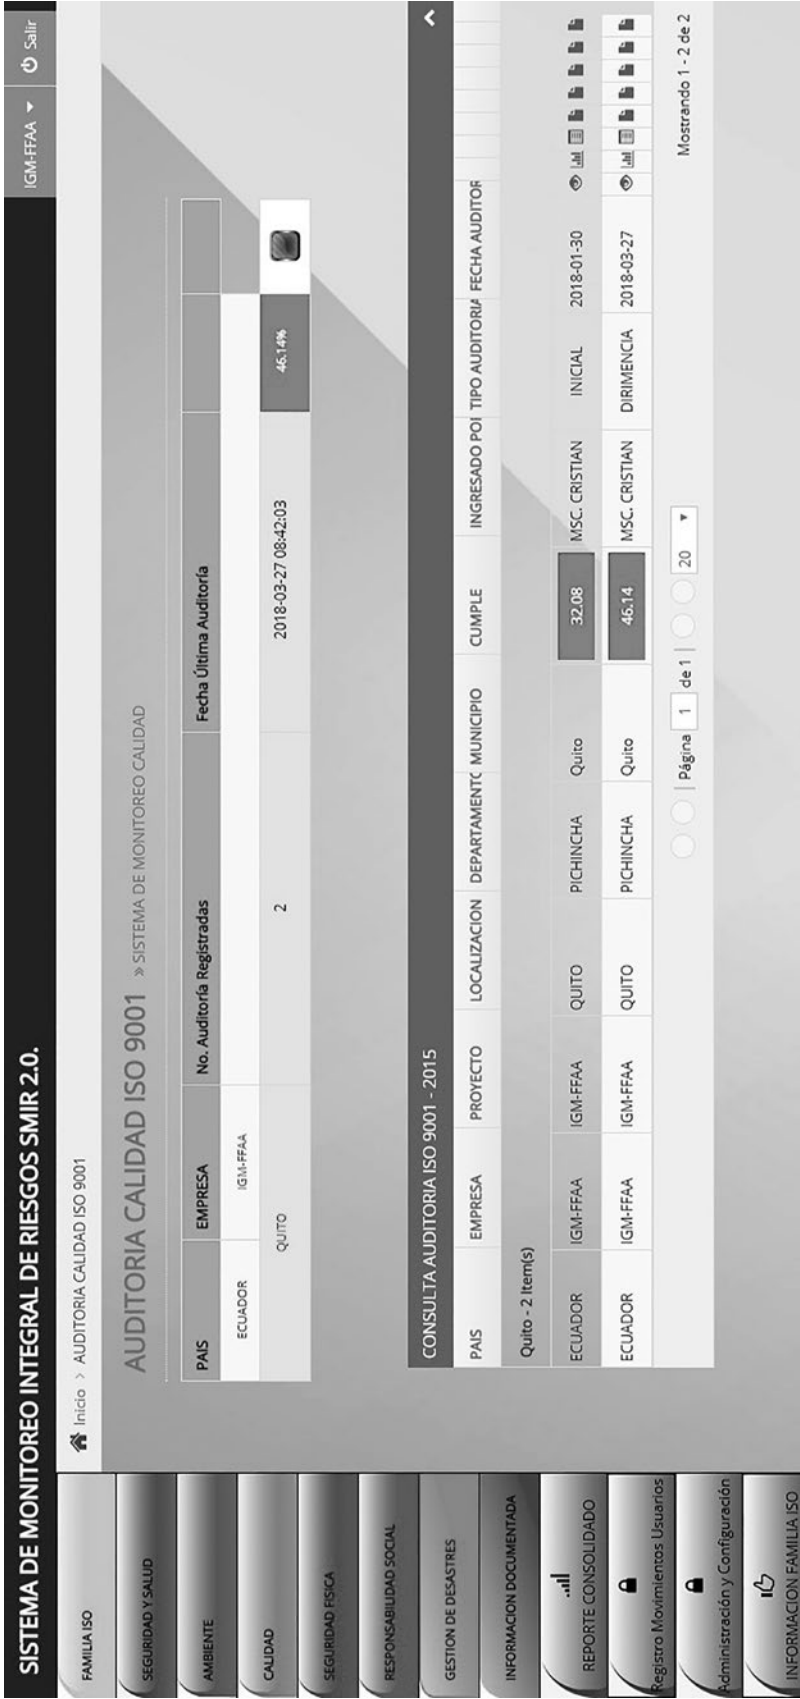 SISTEMA DE MONITOREO INTEGRAL DE RIESGOS SMIR 2.0.
IGM-FFAA
Salir
FAMILIA ISO
SEGURIDAD Y SALUD
AMBIENTE
CALIDAD
SEGURIDAD FISICA
RESPONSABILIDAD SOCIAL
GESTION DE DESASTRES
INFORMACION DOCUMENTADA
REPORTE CONSOLIDADO
Registro Movimientos Usuarios
Administración y Configuración
INFORMACION FAMILIA ISO
Inicio > AUDITORIA CALIDAD ISO 9001
AUDITORIA CALIDAD ISO 9001 » SISTEMA DE MONITOREO CALIDAD
PAIS EMPRESA No. Auditoría Registradas Fecha Última Auditoría
ECUADOR IGM-FFAA
QUITO 2 2018-03-27 08:42:03 46.14%
CONSULTA AUDITORIA ISO 9001 - 2015
PAIS EMPRESA PROYECTO LOCALIZACION DEPARTAMENTO MUNICIPIO CUMPLE INGRESADO POR TIPO AUDITORIA FECHA AUDITOR
Quito - 2 Item(s)
ECUADOR IGM-FFAA IGM-FFAA QUITO PICHINCHA Quito 32.08 MSC. CRISTIAN INICIAL 2018-01-30
ECUADOR IGM-FFAA IGM-FFAA QUITO PICHINCHA Quito 46.14 MSC. CRISTIAN DIRIMENCIA 2018-03-27
Página 1 de 1 20
Mostrando 1 - 2 de 2